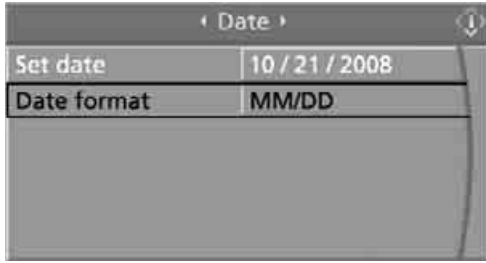 Date
Set date 10 / 21 / 2008
Date format MM/DD